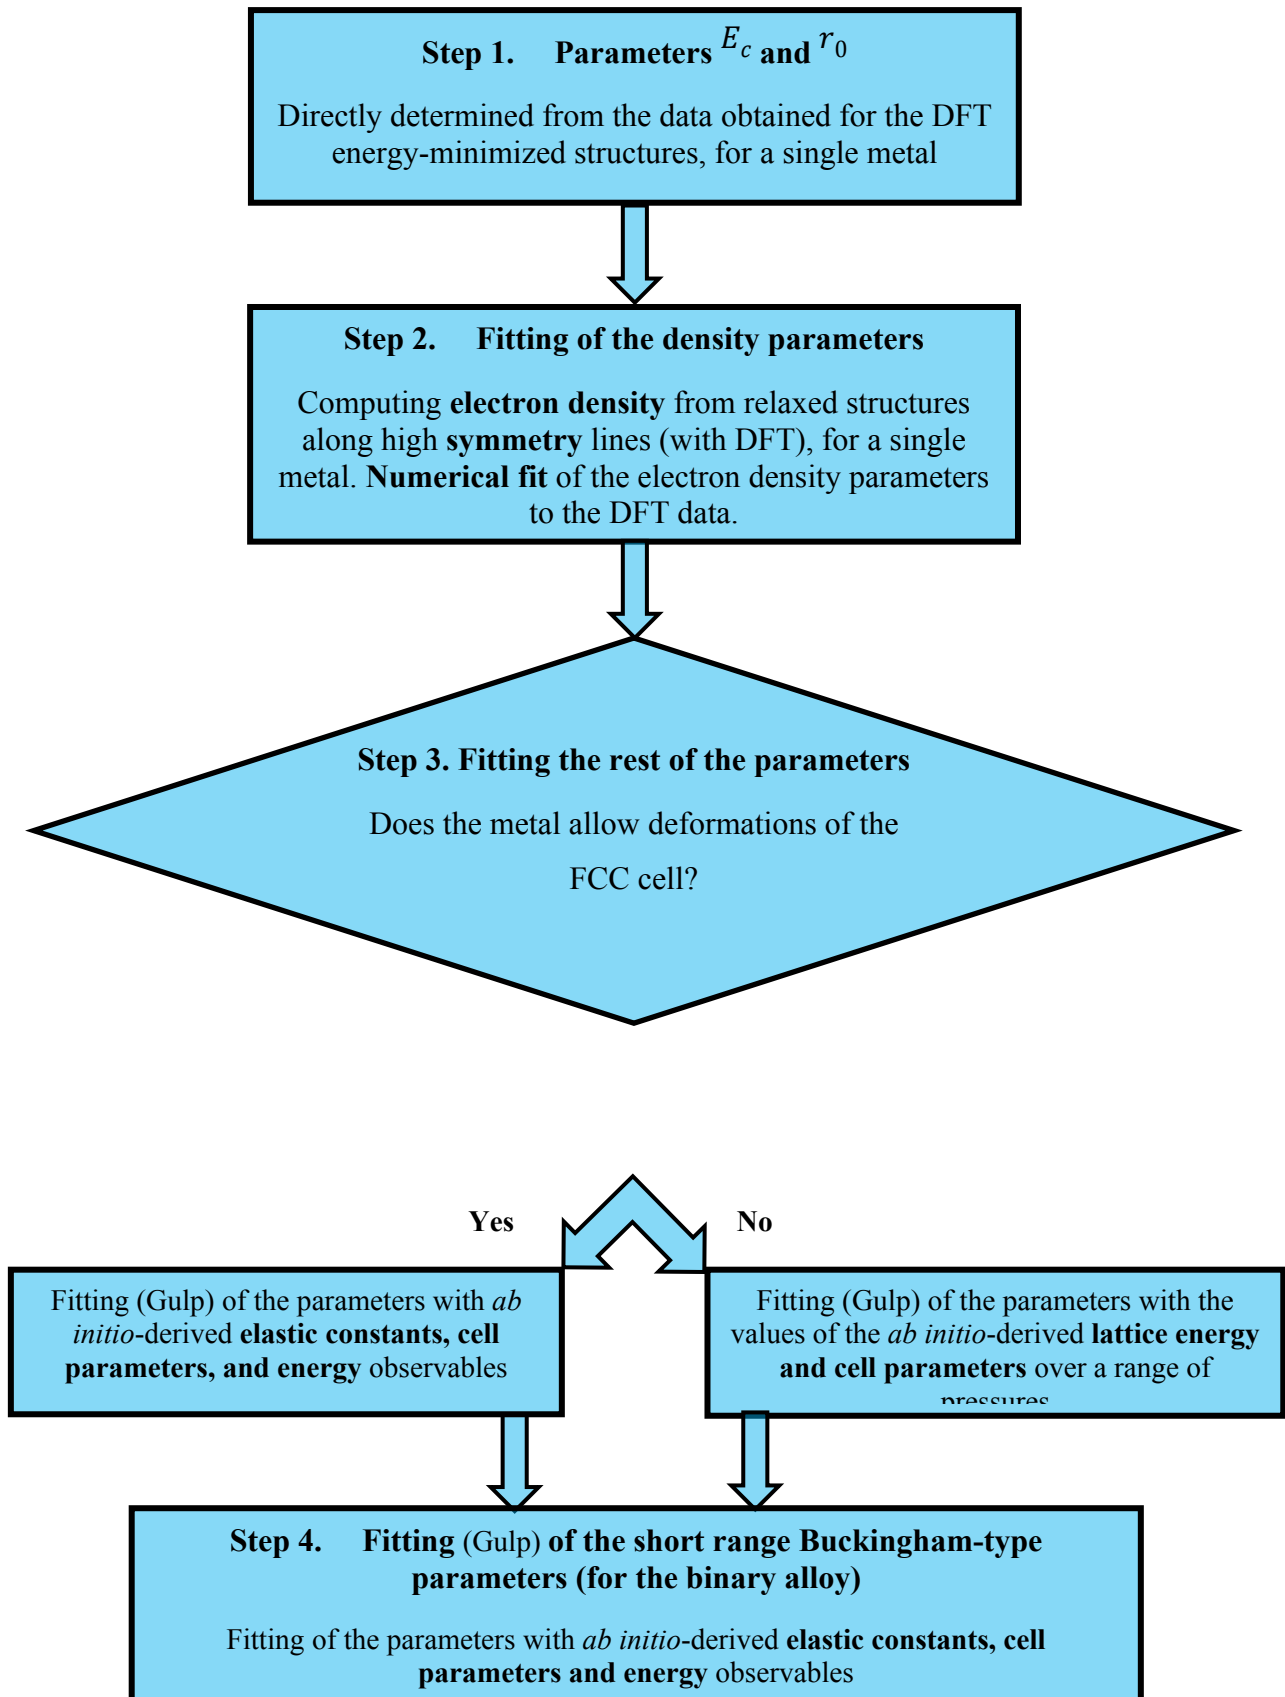 Step 1. Parameters E_c and r_0
Directly determined from the data obtained for the DFT
energy-minimized structures, for a single metal
Step 2. Fitting of the density parameters
Computing electron density from relaxed structures
along high symmetry lines (with DFT), for a single
metal. Numerical fit of the electron density parameters
to the DFT data.
Step 3. Fitting the rest of the parameters
Does the metal allow deformations of the
FCC cell?
Yes
No
Fitting (Gulp) of the parameters with ab
initio-derived elastic constants, cell
parameters, and energy observables
Fitting (Gulp) of the parameters with the
values of the ab initio-derived lattice energy
and cell parameters over a range of
pressures
Step 4. Fitting (Gulp) of the short range Buckingham-type
parameters (for the binary alloy)
Fitting of the parameters with ab initio-derived elastic constants, cell
parameters and energy observables